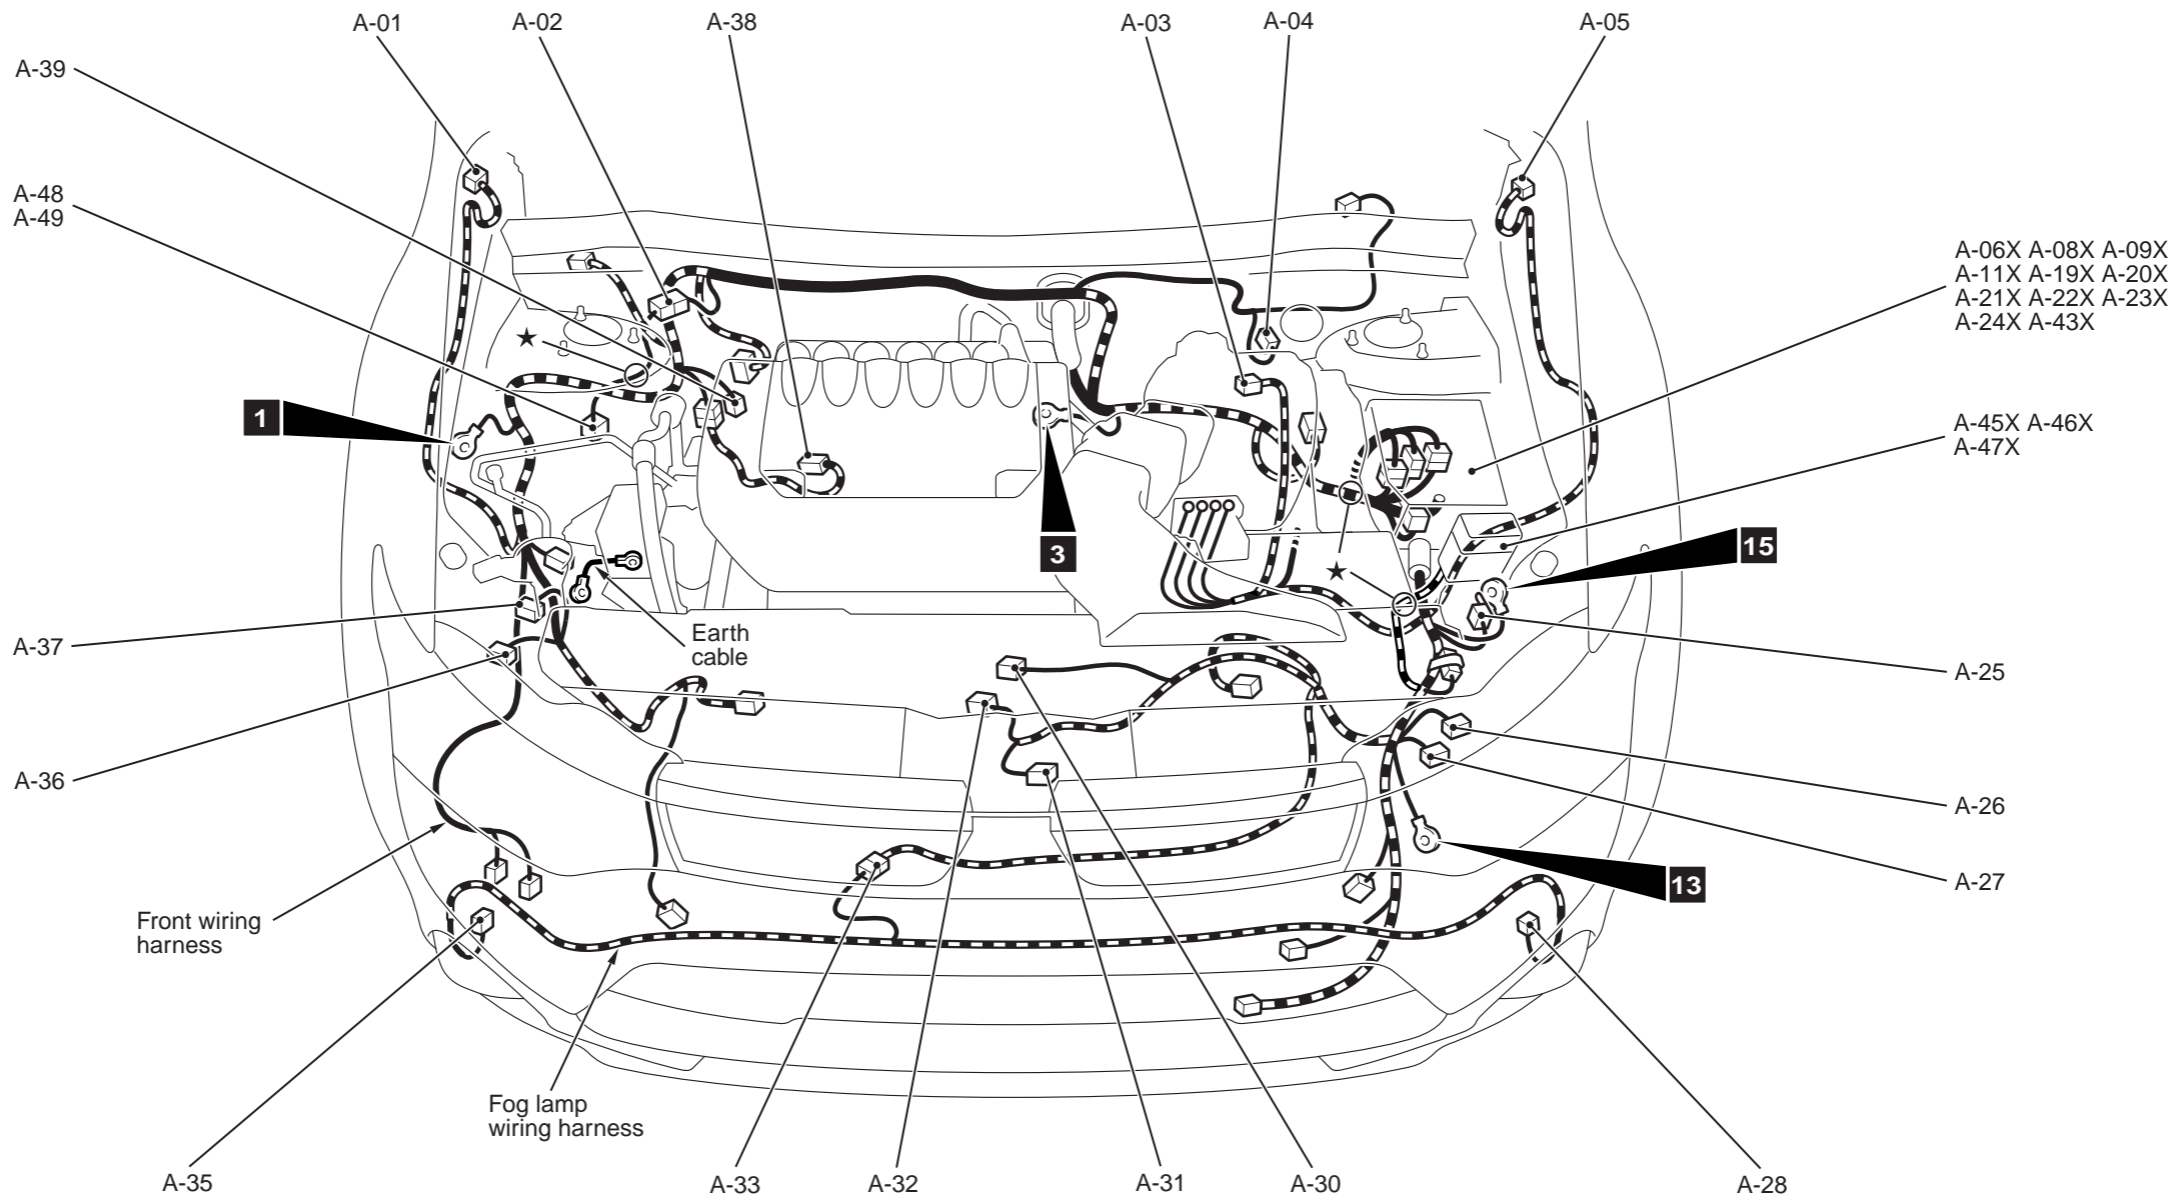 A-01
A-02
A-38
A-03
A-04
A-05
A-39
A-48
A-49
A-06X A-08X A-09X
A-11X A-19X A-20X
A-21X A-22X A-23X
A-24X A-43X
1
A-45X A-46X
A-47X
3
15
A-37
Earth
cable
A-25
A-36
A-26
13
A-27
Front wiring
harness
Fog lamp
wiring harness
A-35
A-33
A-32
A-31
A-30
A-28